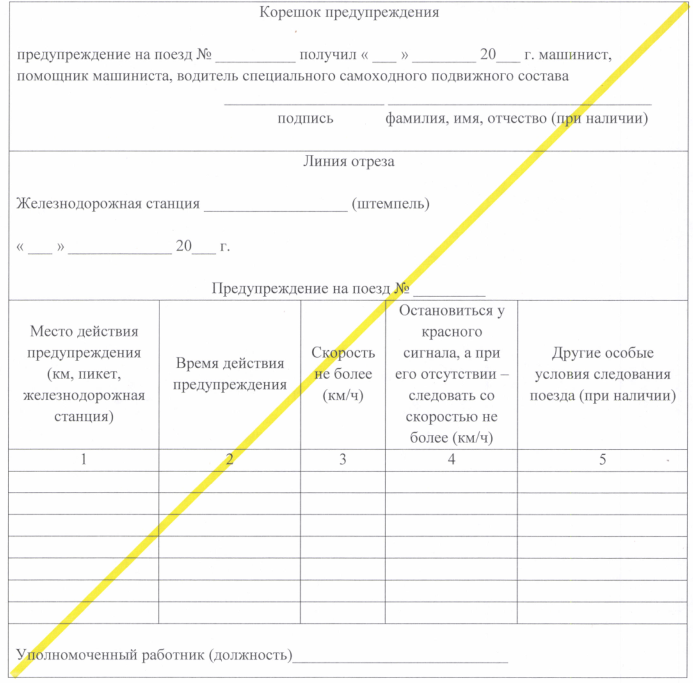 Корешок предупреждения
предупреждение на поезд № __________ получил « ___ » ________ 20___ г. машинист,
помощник машиниста, водитель специального самоходного подвижного состава
____________________ _________________________________
подпись фамилия, имя, отчество (при наличии)
Линия отреза
Железнодорожная станция __________________ (штемпель)
« ___ » _____________ 20___ г.
Предупреждение на поезд № _________
Место действия
предупреждения
(км, пикет,
железнодорожная
станция)
Время действия
предупреждения
Скорость
не более
(км/ч)
Остановиться у
красного
сигнала, а при
его отсутствии –
следовать со
скоростью не
более (км/ч)
Другие особые
условия следования
поезда (при наличии)
1 2 3 4 5
Уполномоченный работник (должность)___________________________